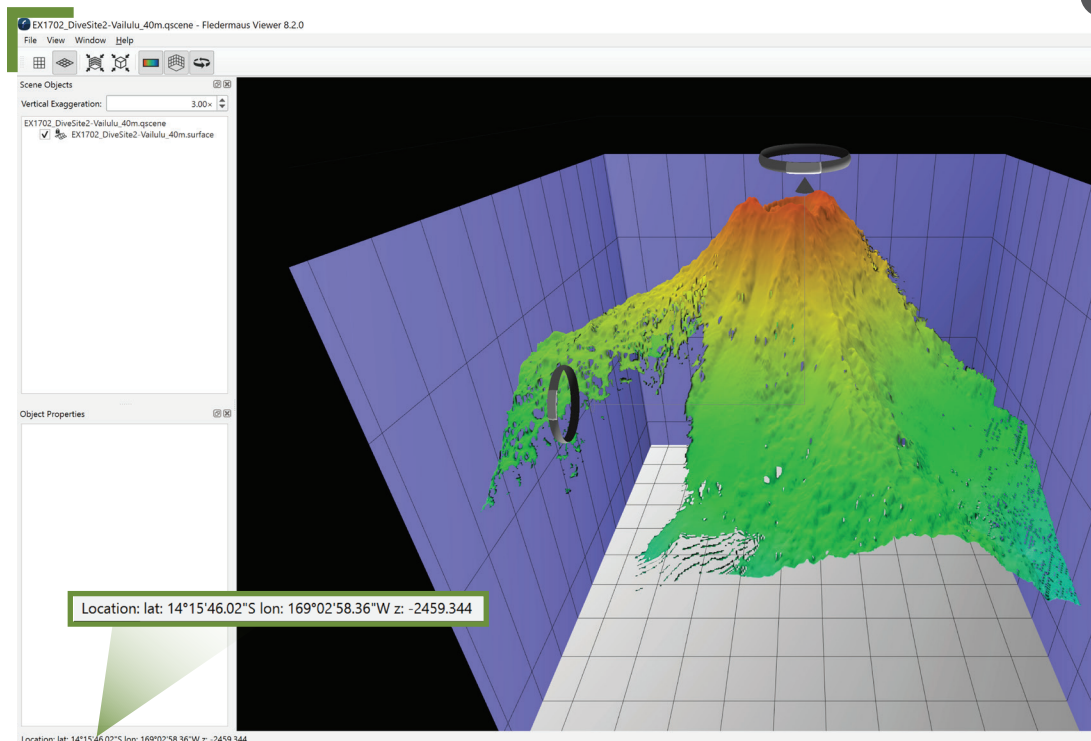 EX1702_DiveSite2-Vailulu_40m.qscene - Fledermaus Viewer 8.2.0
File View Window Help
Scene Objects
Vertical Exaggeration: 3.00×
EX1702_DiveSite2-Vailulu_40m.qscene
EX1702_DiveSite2-Vailulu_40m.surface
Object Properties
Location: lat: 14°15'46.02"S lon: 169°02'58.36"W z: -2459.344
Location: lat: 14°15'46.02"S lon: 169°02'58.36"W z: -2459.344